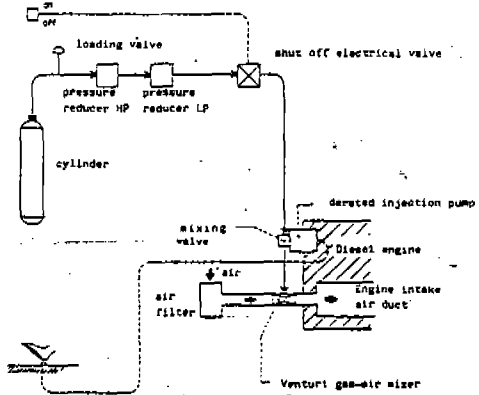 ON
OFF
loading valve
shut off electrical valve
pressure
reducer HP
pressure
reducer LP
cylinder
derated injection pump
mixing
valve
Diesel engine
air
air
filter
Engine intake
air duct
Venturi gas-air mixer